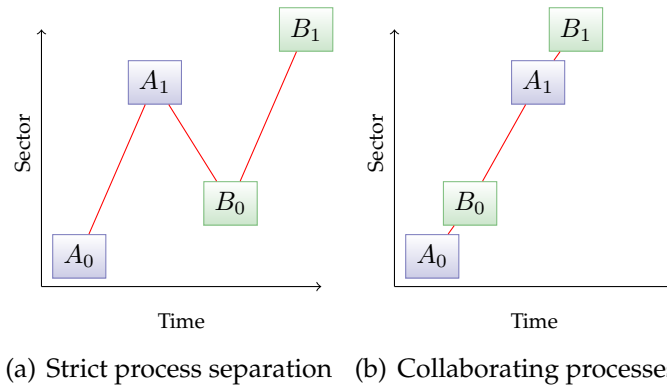 B₁
A₁
B₀
A₀
Sector
Time
(a) Strict process separation
B₁
A₁
B₀
A₀
Sector
Time
(b) Collaborating processe